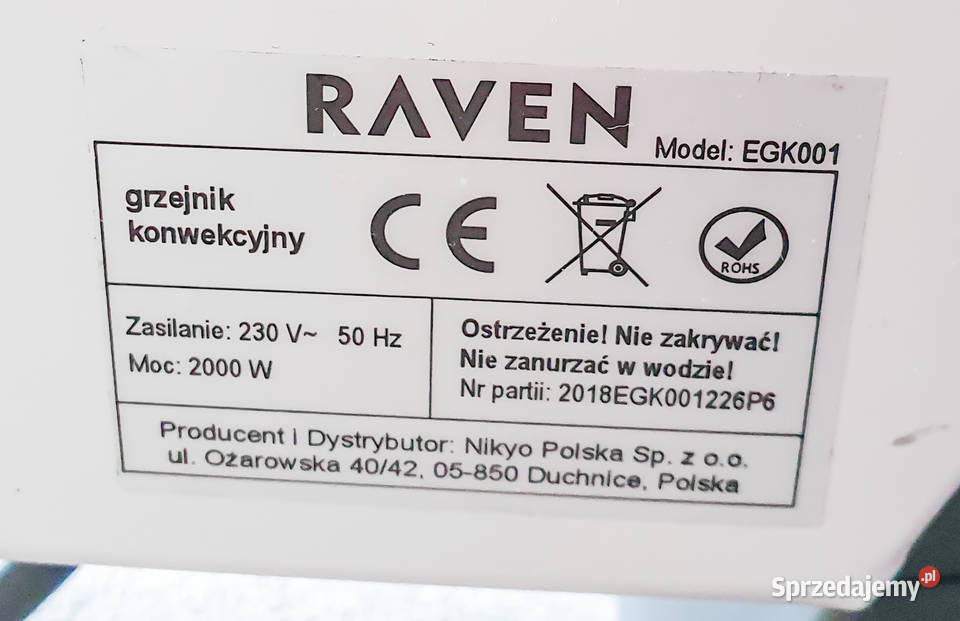 RAVEN
Model: EGK001
grzejnik
konwekcyjny
CE
ROHS
Zasilanie: 230 V~ 50 Hz
Moc: 2000 W
Ostrzeżenie! Nie zakrywać!
Nie zanurzać w wodzie!
Nr partii: 2018EGK001226P6
Producent i Dystrybutor: Nikyo Polska Sp. z o.o.
ul. Ożarowska 40/42, 05-850 Duchnice, Polska
Sprzedajemy.pl